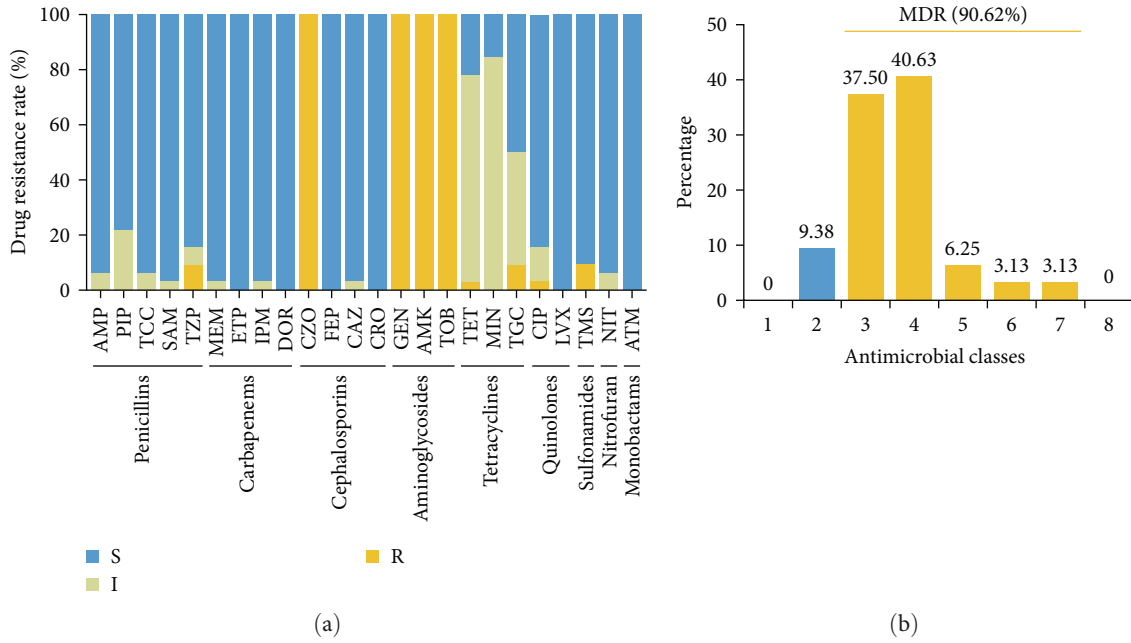 100
80
60
40
20
0
Drug resistance rate (%)
AMP
PIP
TCC
SAM
TZP
MEM
ETP
IPM
DOR
CZO
FEP
CAZ
CRO
GEN
AMK
TOB
TET
MIN
TGC
CIP
LVX
TMS
NIT
ATM
Penicillins
Carbapenems
Cephalosporins
Aminoglycosides
Tetracyclines
Quinolones
Sulfonamides
Nitrofuran
Monobactams
S
I
R
(a)
MDR (90.62%)
50
40
30
20
10
0
Percentage
0
9.38
37.50
40.63
6.25
3.13
3.13
0
1 2 3 4 5 6 7 8
Antimicrobial classes
(b)